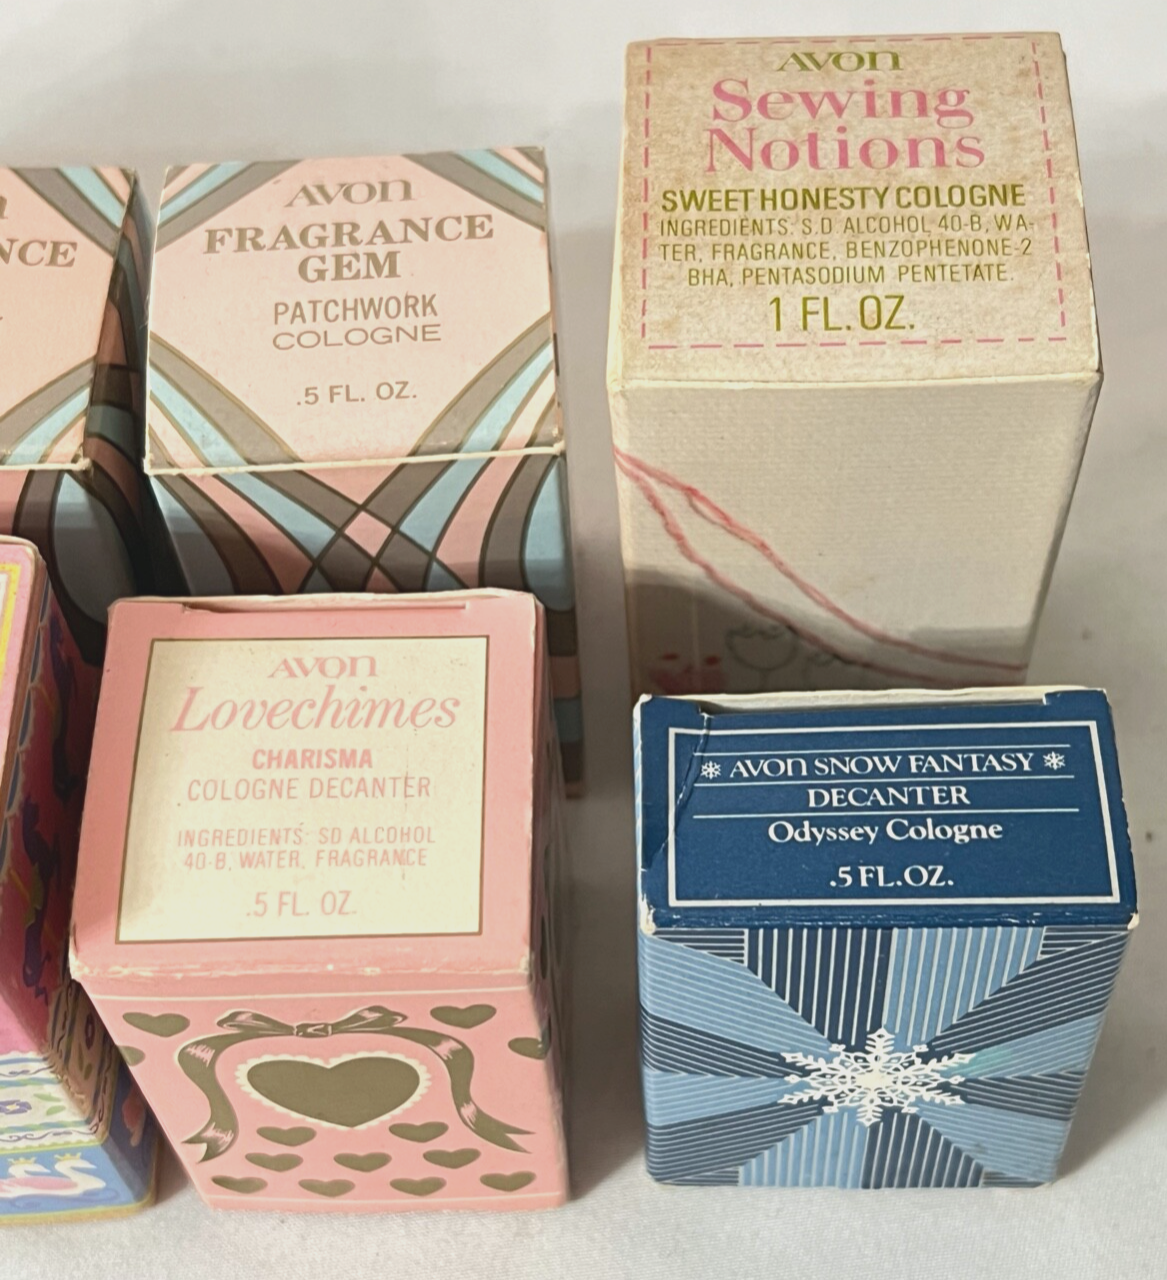 NCE
AVON
FRAGRANCE
GEM
PATCHWORK
COLOGNE
.5 FL. OZ.
AVON
Sewing
Notions
SWEET HONESTY COLOGNE
INGREDIENTS: S.D ALCOHOL 40-B, WA-
TER, FRAGRANCE, BENZOPHENONE-2
BHA, PENTASODIUM PENTETATE.
1 FL. OZ.
AVON
Lovechimes
CHARISMA
COLOGNE DECANTER
INGREDIENTS: SD ALCOHOL
40-B, WATER, FRAGRANCE
.5 FL. OZ.
AVON SNOW FANTASY
DECANTER
Odyssey Cologne
.5 FL.OZ.